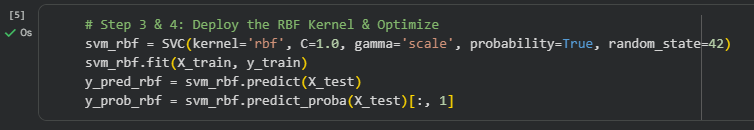 [5]
0s
# Step 3 & 4: Deploy the RBF Kernel & Optimize
svm_rbf = SVC(kernel='rbf', C=1.0, gamma='scale', probability=True, random_state=42)
svm_rbf.fit(X_train, y_train)
y_pred_rbf = svm_rbf.predict(X_test)
y_prob_rbf = svm_rbf.predict_proba(X_test)[:, 1]